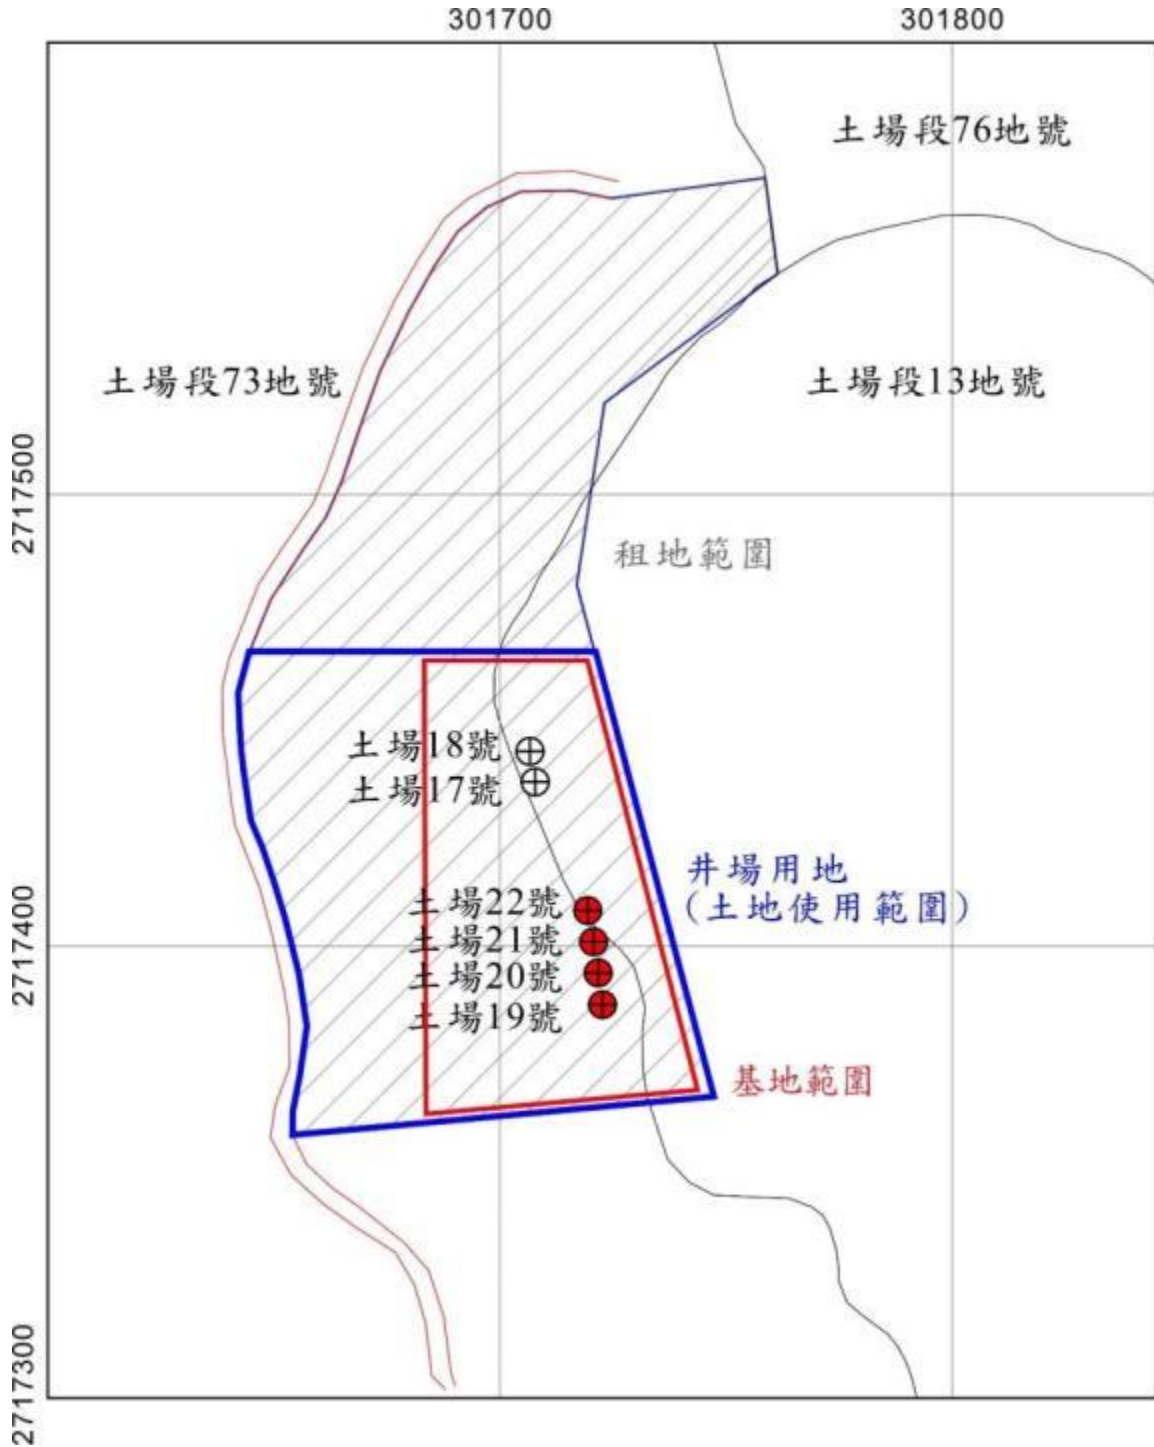 301700
301800
土場段76地號
土場段73地號
土場段13地號
2717500
租地範圍
土場18號
土場17號
井場用地
(土地使用範圍)
土場22號
土場21號
2717400
土場20號
土場19號
基地範圍
2717300